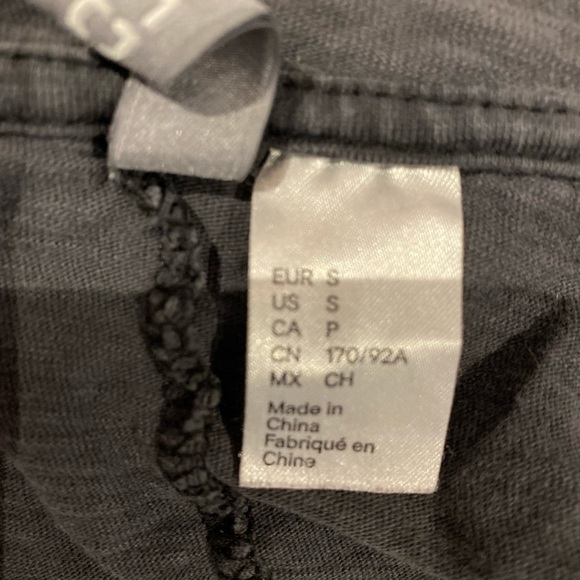 EUR S
US S
CA P
CN 170/92A
MX CH
Made in
China
Fabriqué en
Chine